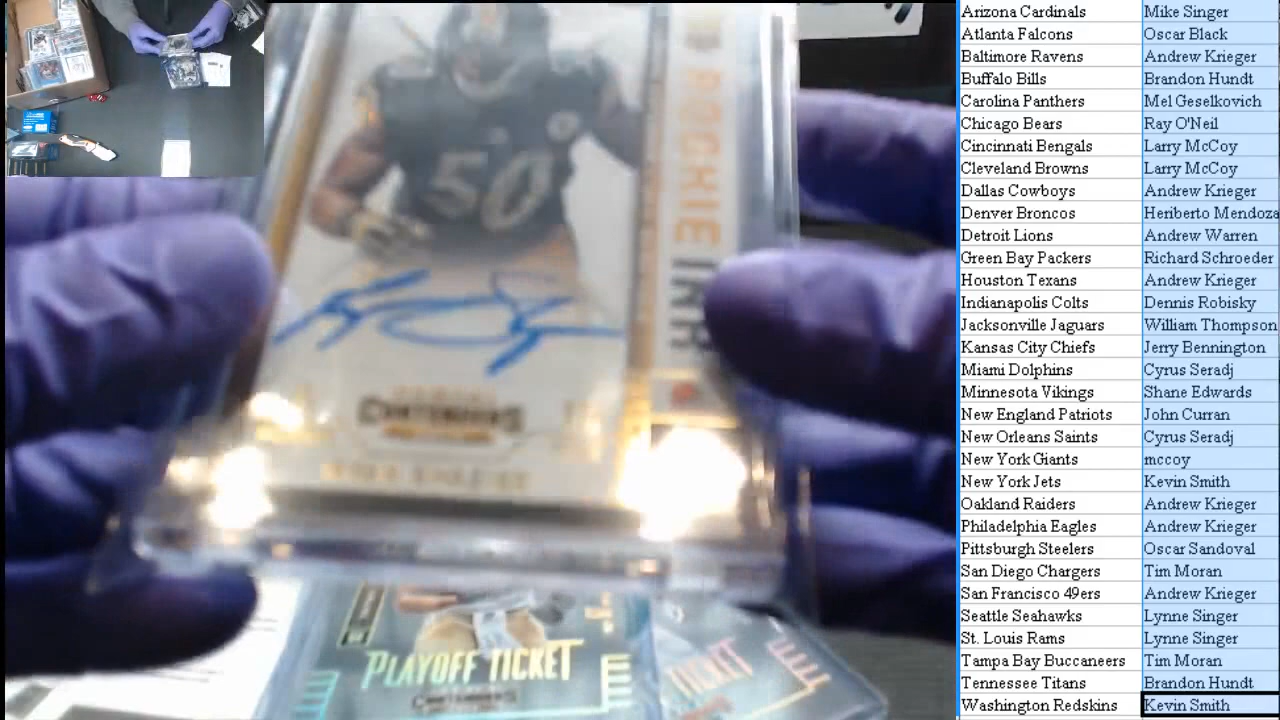 50
ROOKIE INK
CONTENDERS
PLAYOFF TICKET
TICKET
Arizona Cardinals Mike Singer
Atlanta Falcons Oscar Black
Baltimore Ravens Andrew Krieger
Buffalo Bills Brandon Hundt
Carolina Panthers Mel Geselkovich
Chicago Bears Ray O'Neil
Cincinnati Bengals Larry McCoy
Cleveland Browns Larry McCoy
Dallas Cowboys Andrew Krieger
Denver Broncos Heriberto Mendoza
Detroit Lions Andrew Warren
Green Bay Packers Richard Schroeder
Houston Texans Andrew Krieger
Indianapolis Colts Dennis Robisky
Jacksonville Jaguars William Thompson
Kansas City Chiefs Jerry Bennington
Miami Dolphins Cyrus Seradj
Minnesota Vikings Shane Edwards
New England Patriots John Curran
New Orleans Saints Cyrus Seradj
New York Giants mccoy
New York Jets Kevin Smith
Oakland Raiders Andrew Krieger
Philadelphia Eagles Andrew Krieger
Pittsburgh Steelers Oscar Sandoval
San Diego Chargers Tim Moran
San Francisco 49ers Andrew Krieger
Seattle Seahawks Lynne Singer
St. Louis Rams Lynne Singer
Tampa Bay Buccaneers Tim Moran
Tennessee Titans Brandon Hundt
Washington Redskins Kevin Smith